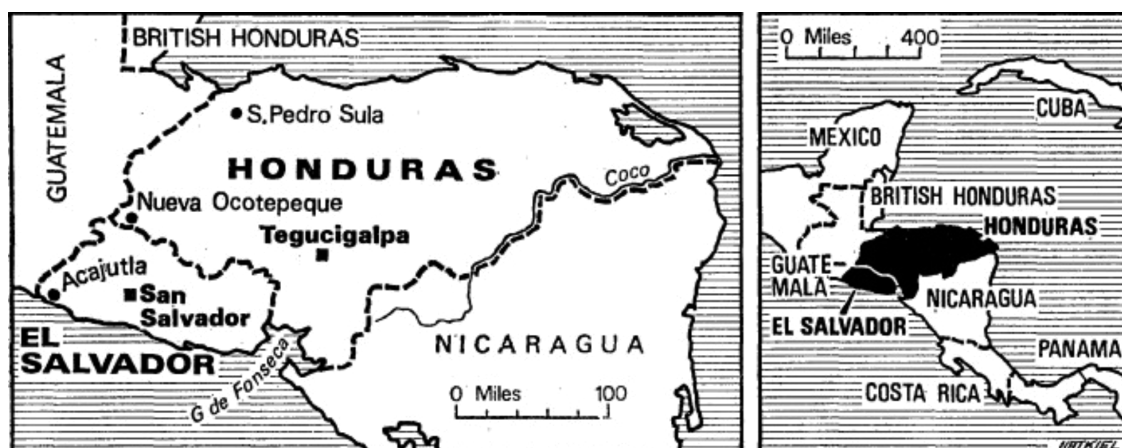 BRITISH HONDURAS
GUATEMALA
S. Pedro Sula
HONDURAS
Coco
Nueva Ocotepeque
Tegucigalpa
Acajutla
San
Salvador
EL
SALVADOR
G de Fonseca
NICARAGUA
0 Miles 100
0 Miles 400
CUBA
MEXICO
BRITISH HONDURAS
HONDURAS
GUATE
MALA
NICARAGUA
EL SALVADOR
PANAMA
COSTA RICA